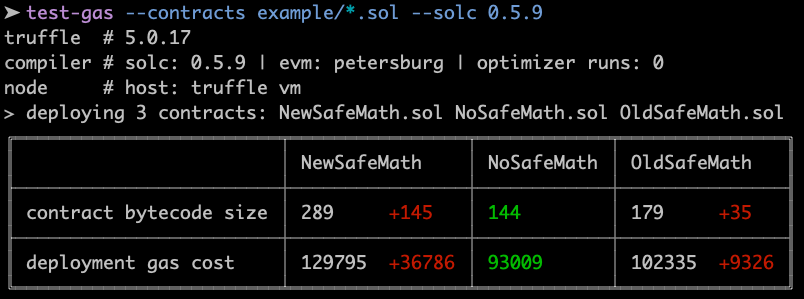 ➤ test-gas --contracts example/*.sol --solc 0.5.9
truffle # 5.0.17
compiler # solc: 0.5.9 | evm: petersburg | optimizer runs: 0
node # host: truffle vm
> deploying 3 contracts: NewSafeMath.sol NoSafeMath.sol OldSafeMath.sol
NewSafeMath NoSafeMath OldSafeMath
contract bytecode size 289 +145 144 179 +35
deployment gas cost 129795 +36786 93009 102335 +9326